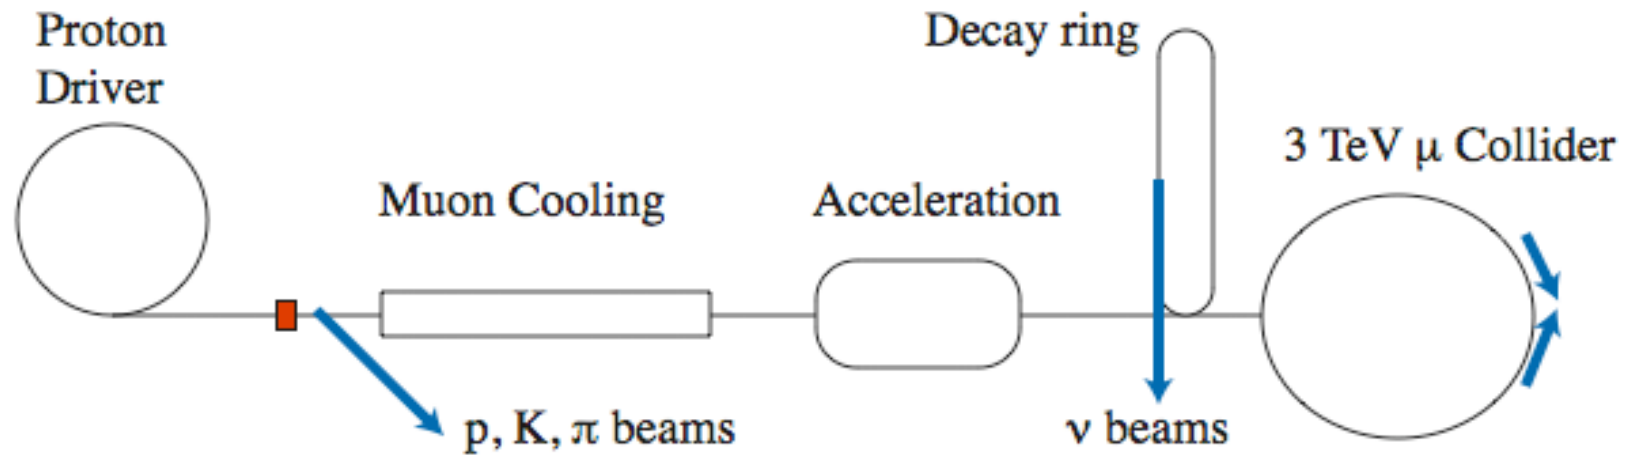 Proton
Driver
Decay ring
3 TeV μ Collider
Muon Cooling
Acceleration
p, K, π beams
ν beams